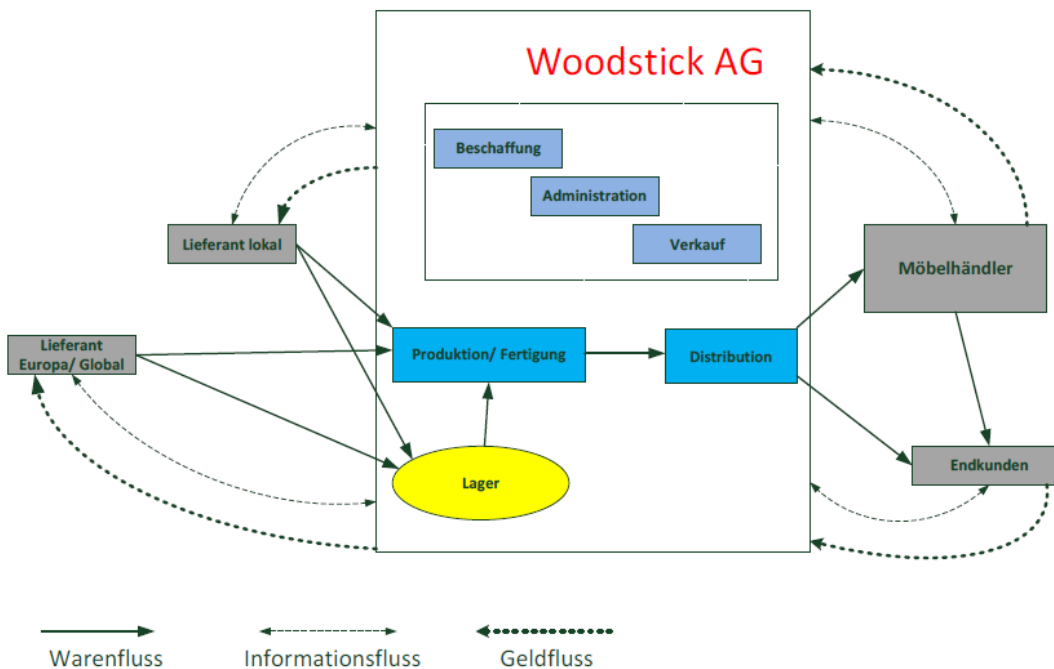 Woodstick AG
Beschaffung
Administration
Verkauf
Lieferant lokal
Möbelhändler
Lieferant
Europa/ Global
Produktion/ Fertigung
Distribution
Endkunden
Lager
Warenfluss
Informationsfluss
Geldfluss